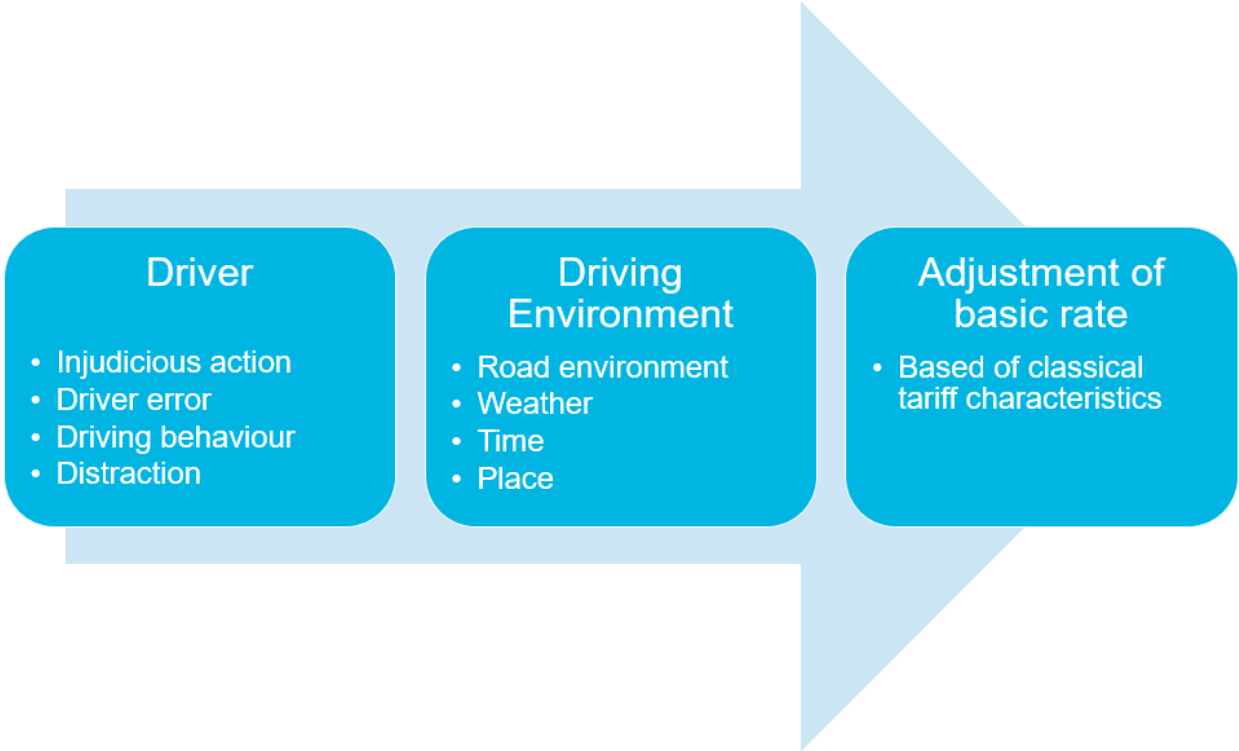 Driver
• Injudicious action
• Driver error
• Driving behaviour
• Distraction
Driving
Environment
• Road environment
• Weather
• Time
• Place
Adjustment of
basic rate
• Based of classical
tariff characteristics